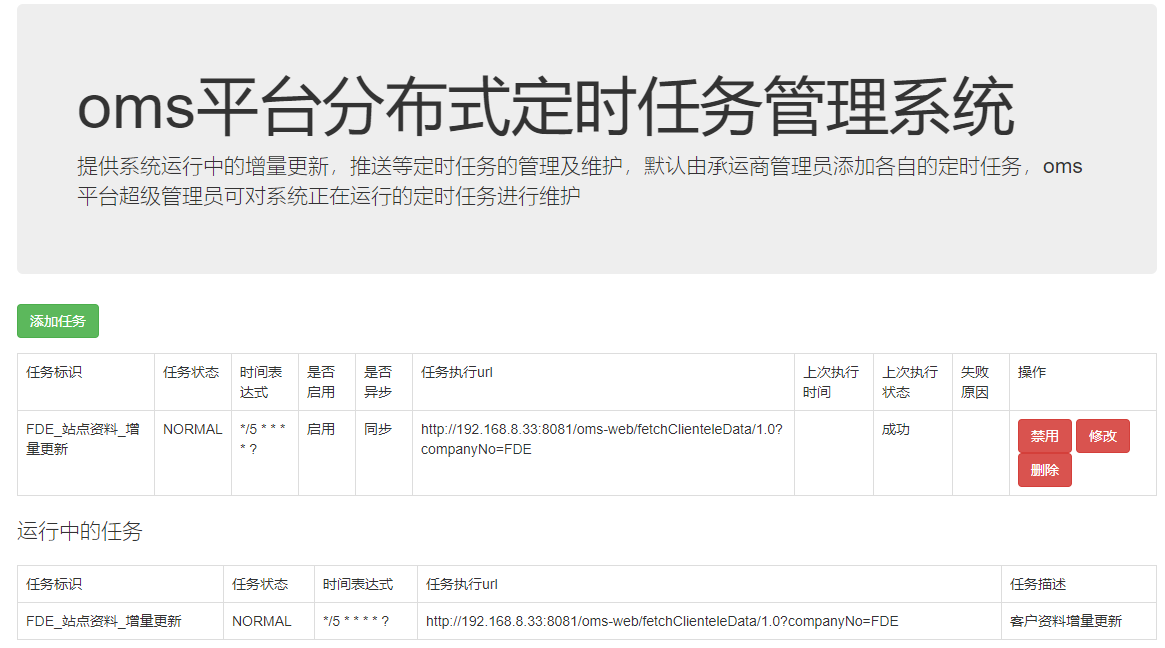 oms平台分布式定时任务管理系统
提供系统运行中的增量更新，推送等定时任务的管理及维护，默认由承运商管理员添加各自的定时任务，oms
平台超级管理员可对系统正在运行的定时任务进行维护
添加任务
任务标识 任务状态 时间表达式 是否启用 是否异步 任务执行url 上次执行时间 上次执行状态 失败原因 操作
FDE_站点资料_增量更新 NORMAL */5 * * * * ? 启用 同步 http://192.168.8.33:8081/oms-web/fetchClienteleData/1.0?companyNo=FDE 成功 禁用 修改 删除
运行中的任务
任务标识 任务状态 时间表达式 任务执行url 任务描述
FDE_站点资料_增量更新 NORMAL */5 * * * * ? http://192.168.8.33:8081/oms-web/fetchClienteleData/1.0?companyNo=FDE 客户资料增量更新